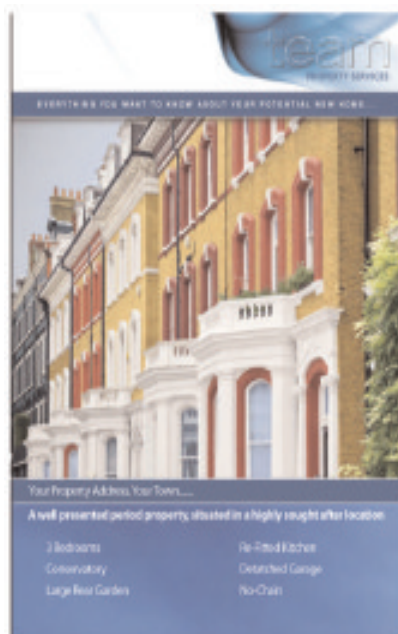 team
PROPERTY SERVICES
EVERYTHING YOU WANT TO KNOW ABOUT YOUR POTENTIAL NEW HOME...
Your Property Address, Your Town.....
A well presented period property, situated in a highly sought after location
3 Bedrooms
Conservatory
Large Rear Garden
Re-Fitted Kitchen
Detatched Garage
No-Chain